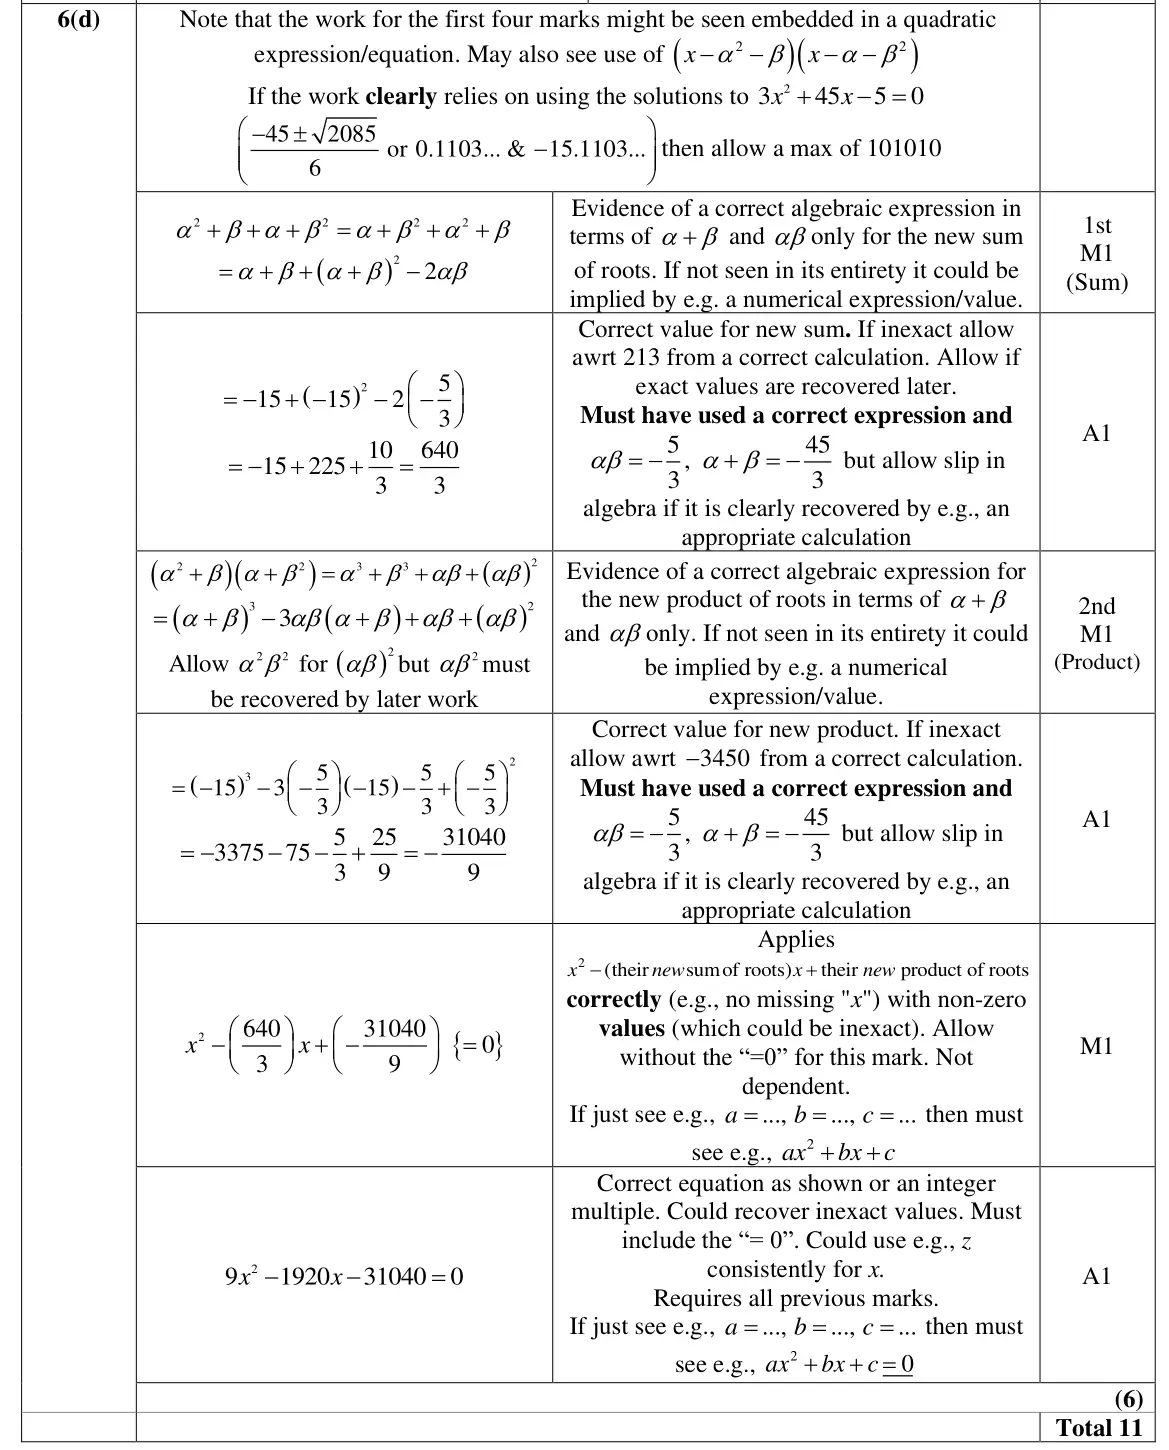 6(d)
Note that the work for the first four marks might be seen embedded in a quadratic
expression/equation. May also see use of (x − α² − β)(x − α − β²)
If the work clearly relies on using the solutions to 3x² + 45x − 5 = 0
((−45 ± √2085)/6 or 0.1103... & −15.1103...) then allow a max of 101010
α² + β + α + β² = α + β² + α² + β
= α + β + (α + β)² − 2αβ
Evidence of a correct algebraic expression in
terms of α + β and αβ only for the new sum
of roots. If not seen in its entirety it could be
implied by e.g. a numerical expression/value.
1st
M1
(Sum)
= −15 + (−15)² − 2(−5/3)
= −15 + 225 + 10/3 = 640/3
Correct value for new sum. If inexact allow
awrt 213 from a correct calculation. Allow if
exact values are recovered later.
Must have used a correct expression and
αβ = −5/3, α + β = −45/3 but allow slip in
algebra if it is clearly recovered by e.g., an
appropriate calculation
A1
(α² + β)(α + β²) = α³ + β³ + αβ + (αβ)²
= (α + β)³ − 3αβ(α + β) + αβ + (αβ)²
Allow α²β² for (αβ)² but αβ² must
be recovered by later work
Evidence of a correct algebraic expression for
the new product of roots in terms of α + β
and αβ only. If not seen in its entirety it could
be implied by e.g. a numerical
expression/value.
2nd
M1
(Product)
= (−15)³ − 3(−5/3)(−15) − 5/3 + (−5/3)²
= −3375 − 75 − 5/3 + 25/9 = −31040/9
Correct value for new product. If inexact
allow awrt −3450 from a correct calculation.
Must have used a correct expression and
αβ = −5/3, α + β = −45/3 but allow slip in
algebra if it is clearly recovered by e.g., an
appropriate calculation
A1
x² − (640/3)x + (−31040/9) {= 0}
Applies
x² − (their new sum of roots)x + their new product of roots
correctly (e.g., no missing "x") with non-zero
values (which could be inexact). Allow
without the “=0” for this mark. Not
dependent.
If just see e.g., a = ..., b = ..., c = ... then must
see e.g., ax² + bx + c
M1
9x² − 1920x − 31040 = 0
Correct equation as shown or an integer
multiple. Could recover inexact values. Must
include the “= 0”. Could use e.g., z
consistently for x.
Requires all previous marks.
If just see e.g., a = ..., b = ..., c = ... then must
see e.g., ax² + bx + c = 0
A1
(6)
Total 11